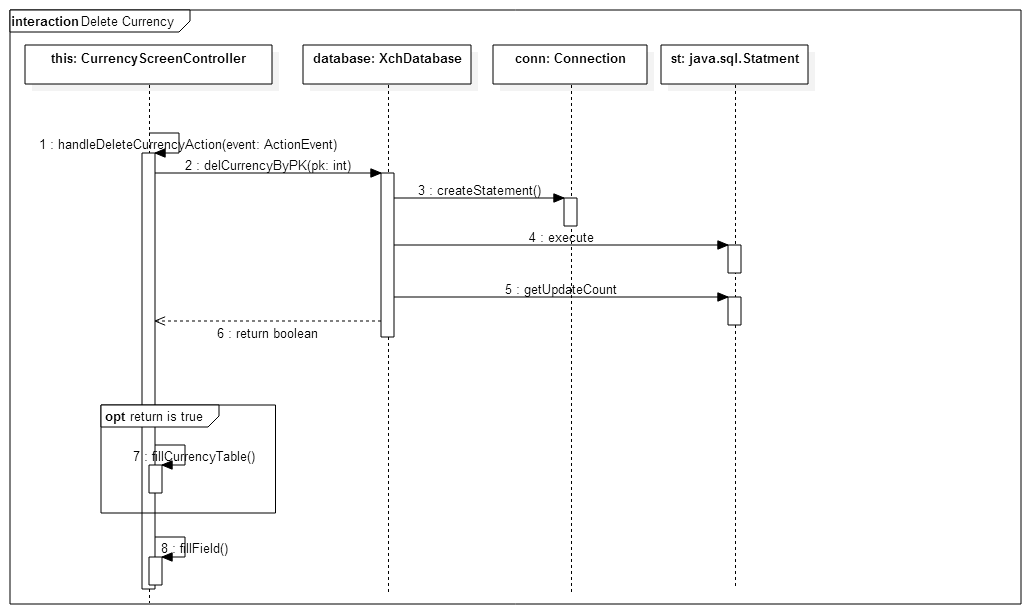 interaction Delete Currency
this: CurrencyScreenController
database: XchDatabase
conn: Connection
st: java.sql.Statment
1 : handleDeleteCurrencyAction(event: ActionEvent)
2 : delCurrencyByPK(pk: int)
3 : createStatement()
4 : execute
5 : getUpdateCount
6 : return boolean
opt return is true
7 : fillCurrencyTable()
8 : fillField()